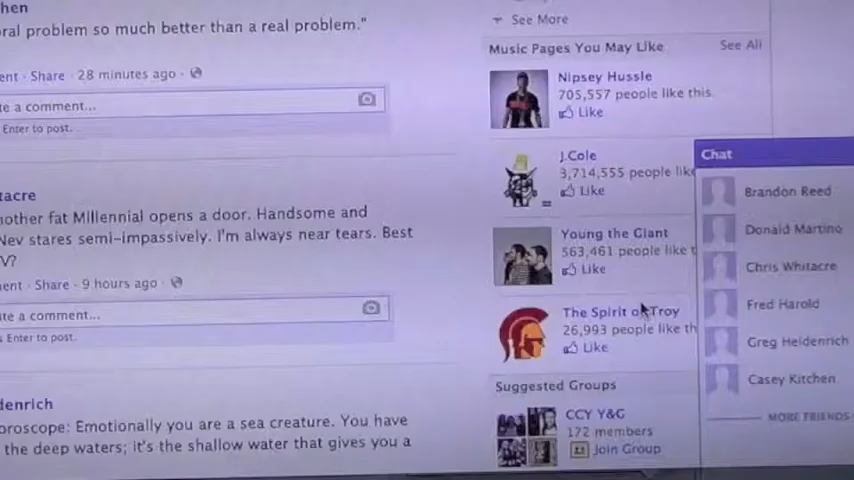 hen
oral problem so much better than a real problem."
ent · Share · 28 minutes ago ·
te a comment...
Enter to post.
tacre
nother fat Millennial opens a door. Handsome and
Nev stares semi-impassively. I'm always near tears. Best
V?
ent · Share · 9 hours ago ·
te a comment...
s Enter to post.
denrich
oroscope: Emotionally you are a sea creature. You have
the deep waters; it's the shallow water that gives you a
See More
Music Pages You May Like See All
Nipsey Hussle
705,557 people like this.
Like
J.Cole
3,714,555 people like
Like
Young the Giant
563,461 people like t
Like
The Spirit of Troy
26,993 people like th
Like
Suggested Groups
CCY Y&G
172 members
Join Group
Chat
Brandon Reed
Donald Martino
Chris Whitacre
Fred Harold
Greg Heidenrich
Casey Kitchen
MORE FRIENDS